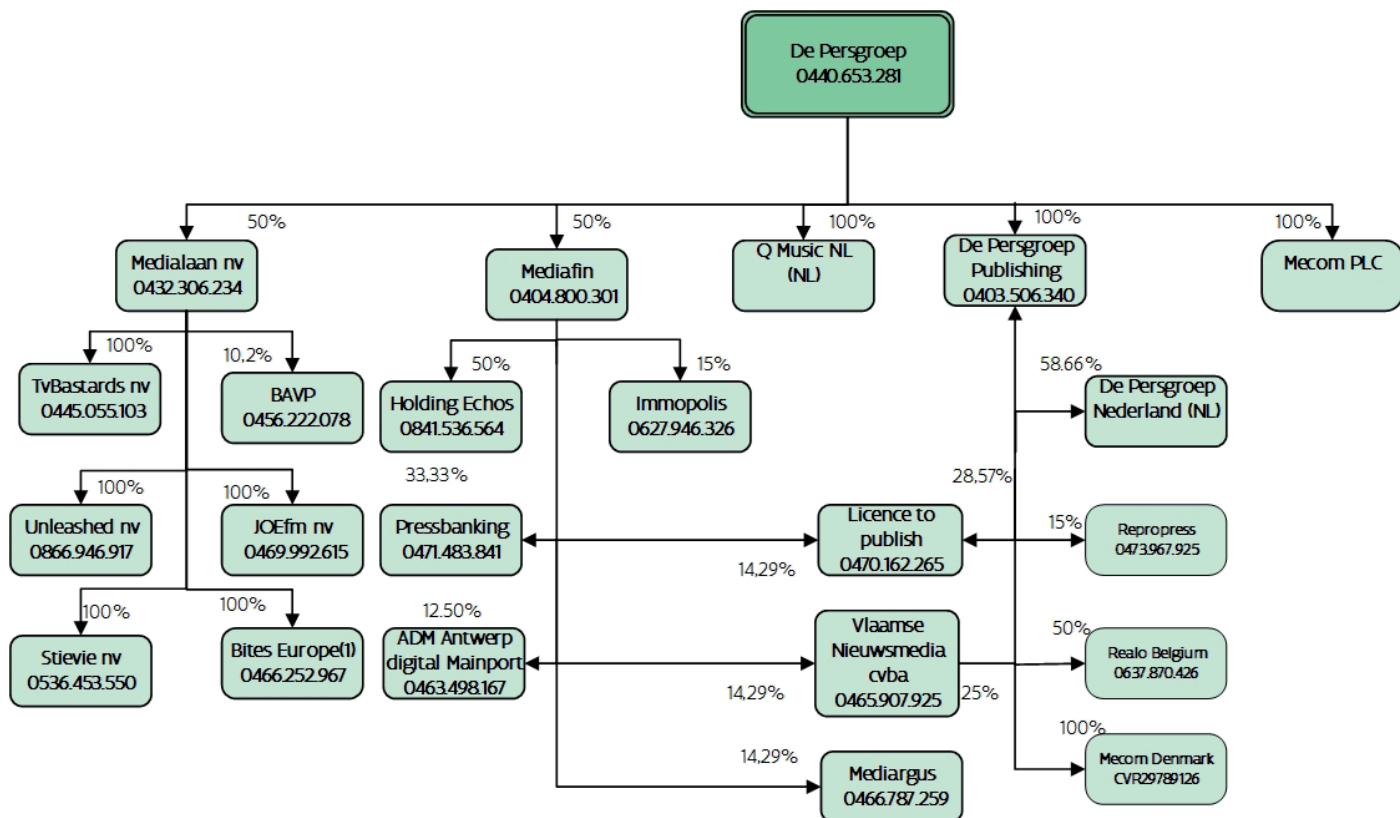 De Persgroep
0440.653.281
50%
50%
100%
100%
100%
Medialaan nv
0432.306.234
Mediafin
0404.800.301
Q Music NL
(NL)
De Persgroep
Publishing
0403.506.340
Mecom PLC
100%
10,2%
50%
15%
58.66%
TvBastards nv
0445.055.103
BAVP
0456.222.078
Holding Echos
0841.536.564
Immopolis
0627.946.326
De Persgroep
Nederland (NL)
33,33%
28,57%
100%
100%
15%
Unleashed nv
0866.946.917
JOEfm nv
0469.992.615
Pressbanking
0471.483.841
Licence to
publish
0470.162.265
Repropress
0473.967.925
14,29%
100%
100%
12.50%
50%
Stievie nv
0536.453.550
Bites Europe(1)
0466.252.967
ADM Antwerp
digital Mainport
0463.498.167
Vlaamse
Nieuwsmedia
cvba
0465.907.925
Realo Belgium
0637.870.426
14,29%
25%
100%
14,29%
Mediargus
0466.787.259
Mecom Denmark
CVR29789126